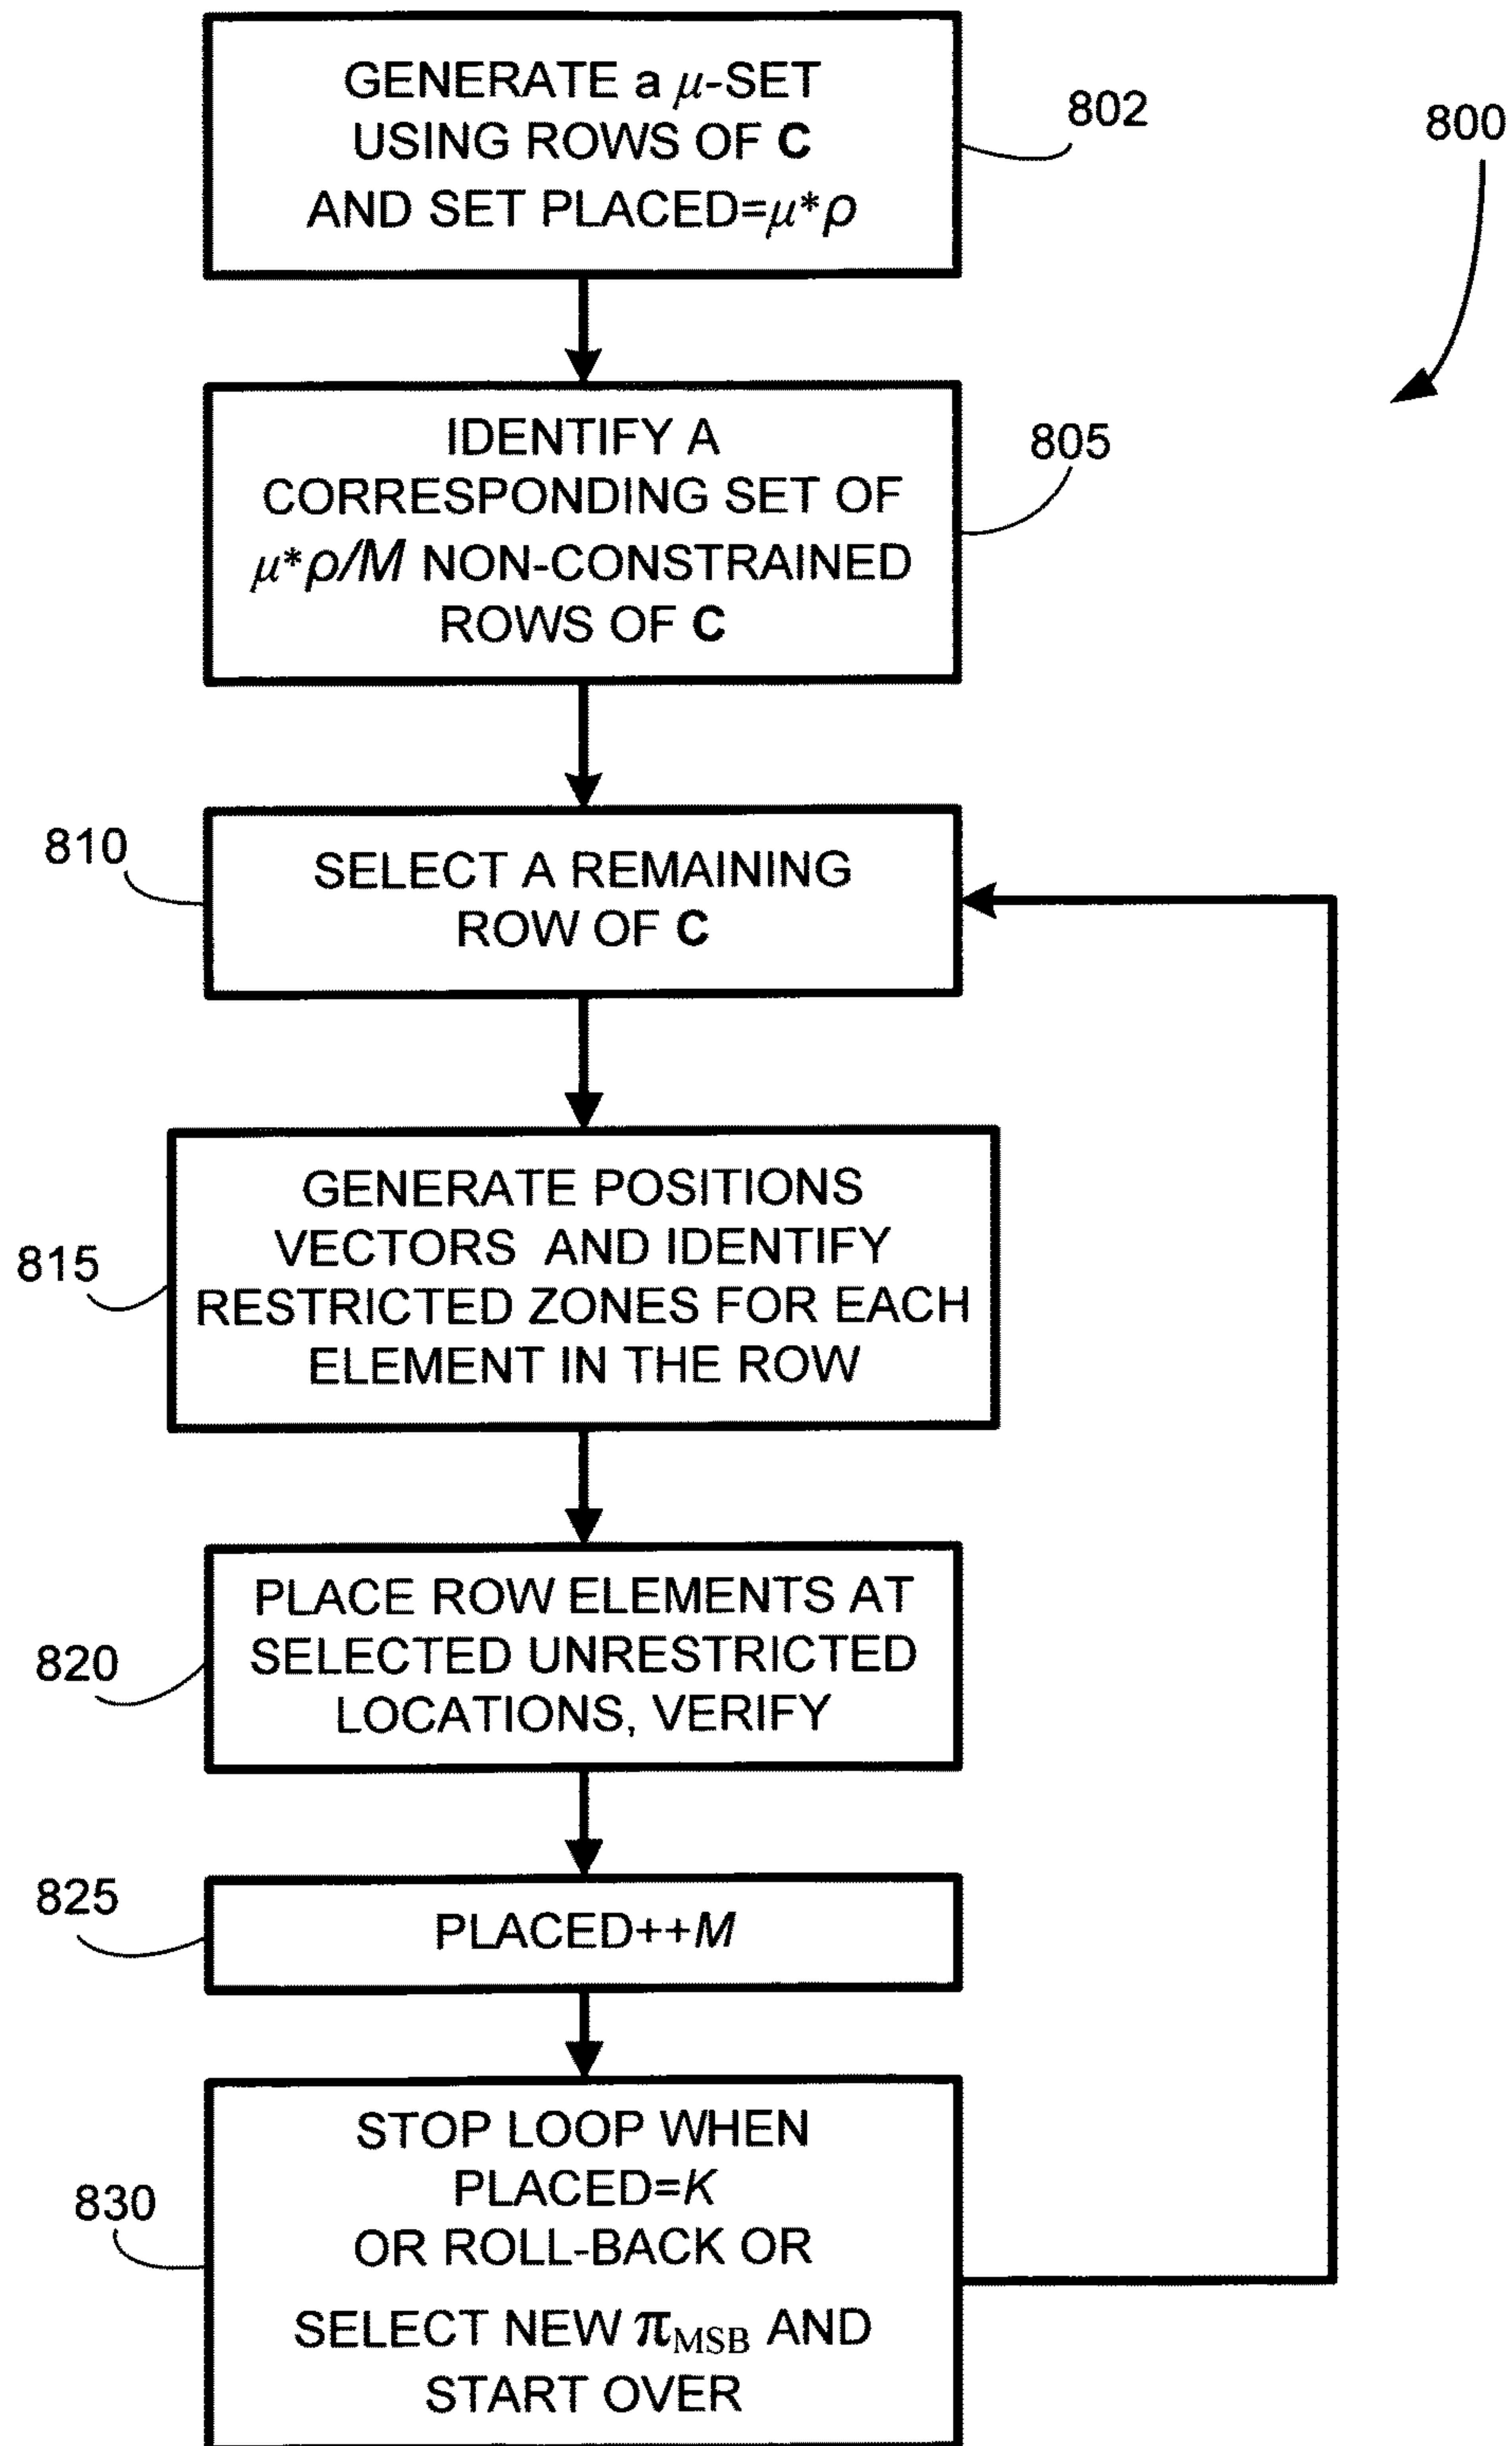 GENERATE a μ-SET
USING ROWS OF C
AND SET PLACED=μ*ρ
802
800
IDENTIFY A
CORRESPONDING SET OF
μ*ρ/M NON-CONSTRAINED
ROWS OF C
805
810
SELECT A REMAINING
ROW OF C
815
GENERATE POSITIONS
VECTORS AND IDENTIFY
RESTRICTED ZONES FOR EACH
ELEMENT IN THE ROW
820
PLACE ROW ELEMENTS AT
SELECTED UNRESTRICTED
LOCATIONS, VERIFY
825
PLACED++M
830
STOP LOOP WHEN
PLACED=K
OR ROLL-BACK OR
SELECT NEW π_MSB AND
START OVER